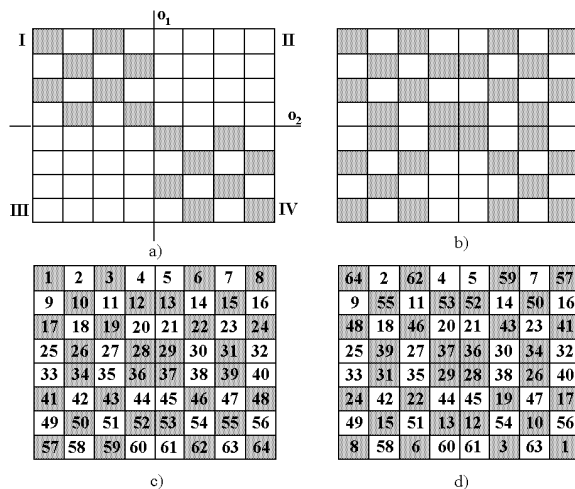 o1
I II
o2
III IV
a) b)
1 2 3 4 5 6 7 8
9 10 11 12 13 14 15 16
17 18 19 20 21 22 23 24
25 26 27 28 29 30 31 32
33 34 35 36 37 38 39 40
41 42 43 44 45 46 47 48
49 50 51 52 53 54 55 56
57 58 59 60 61 62 63 64
c)
64 2 62 4 5 59 7 57
9 55 11 53 52 14 50 16
48 18 46 20 21 43 23 41
25 39 27 37 36 30 34 32
33 31 35 29 28 38 26 40
24 42 22 44 45 19 47 17
49 15 51 13 12 54 10 56
8 58 6 60 61 3 63 1
d)